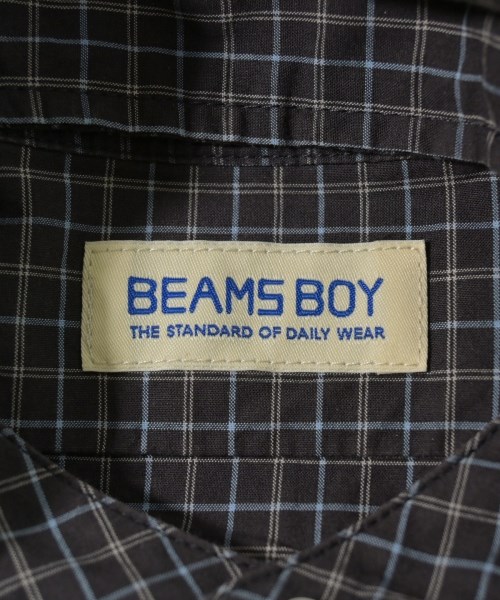 BEAMS BOY
THE STANDARD OF DAILY WEAR